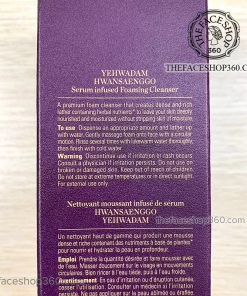 THE FACE SHOP
360
THEFACESHOP360.COM
YEHWADAM
HWANSAENGGO
Serum infused Foaming Cleanser
A premium foam cleanser that creates dense and rich
lather containing herbal nutrients* to leave your skin deeply
nourished and moisturized without stripping skin of moisture.
To use Dispense an appropriate amount and lather up
with water. Gently massage foam onto face with a circular
motion. Rinse several times with lukewarm water thoroughly,
then finish with cold water.
Warning Discontinue use if irritation or rash occurs.
Consult a physician if irritation persists. Do not use on
broken or damaged skin. Keep out of reach of children.
Do not store at extreme temperatures or in direct sunlight.
For external use only.
Nettoyant moussant infusé de sérum
HWANSAENGGO
YEHWADAM
Thefaceshop360.com
Un nettoyant haut de gamme qui produit une mousse
dense et riche contenant des nutriments à base de plantes*
pour nourrir et hydrater la peau en profondeur.
Emploi Prendre la quantité désirée et faire mousser avec
de l'eau. Masser doucement sur le visage en mouvements
circulaires. Bien rincer à l'eau tiède, puis à l'eau froide.
Avertissement En cas d'irritation ou d'éruption cutanée,
cesser l'utilisation. Consulter un médecin si l'irritation
persiste. Ne pas appliquer sur la peau abîmée ou éraflée.